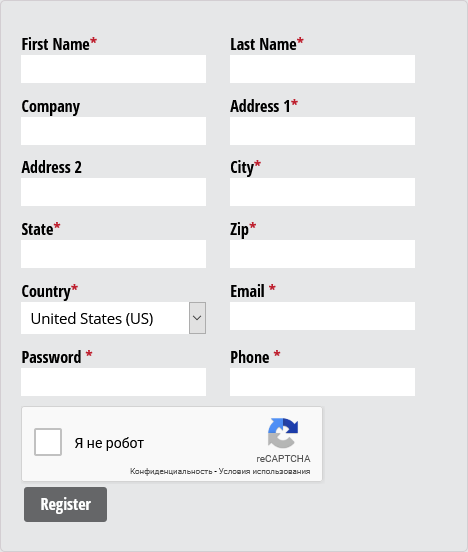 First Name* Last Name*
Company Address 1*
Address 2 City*
State* Zip*
Country* Email *
United States (US)
Password * Phone *
Я не робот
reCAPTCHA
Конфиденциальность - Условия использования
Register